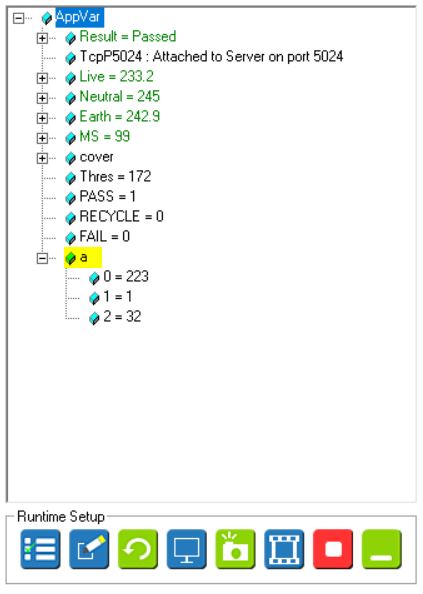 AppVar
Result = Passed
TcpP5024 : Attached to Server on port 5024
Live = 233.2
Neutral = 245
Earth = 242.9
MS = 99
cover
Thres = 172
PASS = 1
RECYCLE = 0
FAIL = 0
a
0 = 223
1 = 1
2 = 32
Runtime Setup